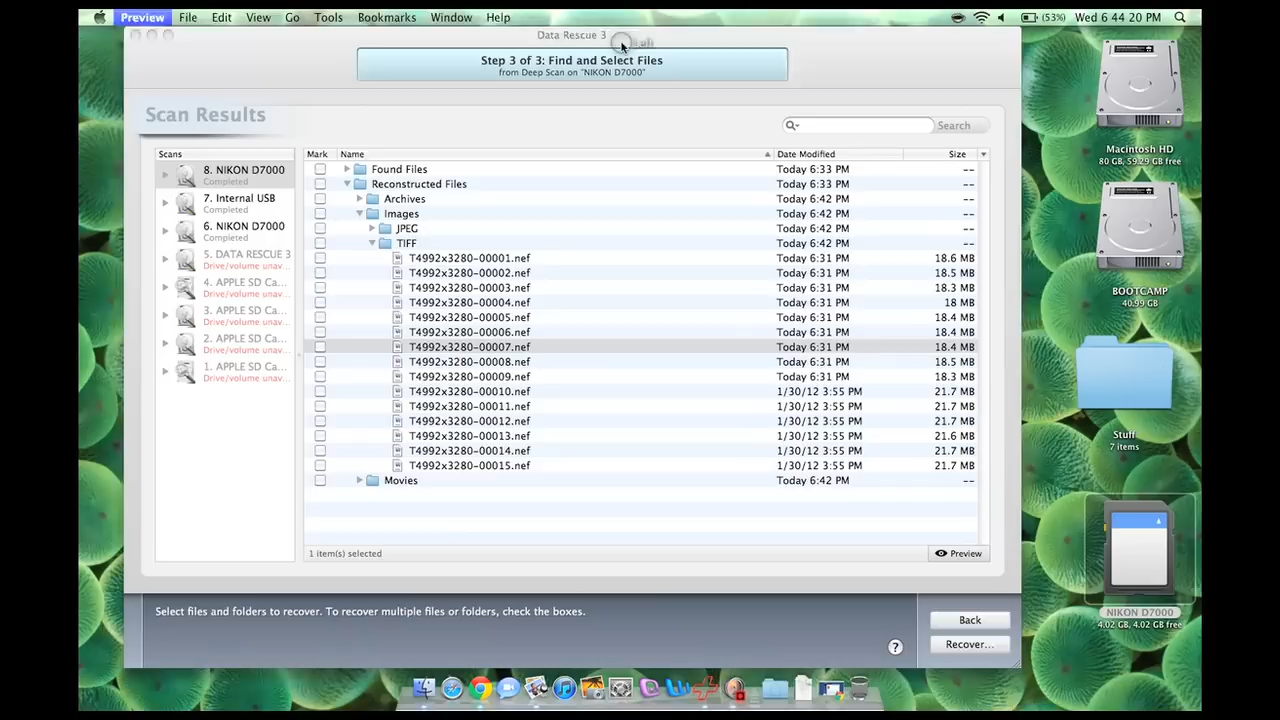 Preview File Edit View Go Tools Bookmarks Window Help (53%) Wed 6 44 20 PM
Data Rescue 3
Step 3 of 3: Find and Select Files
from Deep Scan on "NIKON D7000"
Scan Results
Search
Scans
8. NIKON D7000
Completed
7. Internal USB
Completed
6. NIKON D7000
Completed
5. DATA RESCUE 3
Drive/volume unav...
4. APPLE SD Ca...
Drive/volume unav...
3. APPLE SD Ca...
Drive/volume unav...
2. APPLE SD Ca...
Drive/volume unav...
1. APPLE SD Ca...
Drive/volume unav...
Mark Name Date Modified Size
Found Files Today 6:33 PM --
Reconstructed Files Today 6:33 PM --
Archives Today 6:42 PM --
Images Today 6:42 PM --
JPEG Today 6:42 PM --
TIFF Today 6:42 PM --
T4992x3280-00001.nef Today 6:31 PM 18.6 MB
T4992x3280-00002.nef Today 6:31 PM 18.5 MB
T4992x3280-00003.nef Today 6:31 PM 18.3 MB
T4992x3280-00004.nef Today 6:31 PM 18 MB
T4992x3280-00005.nef Today 6:31 PM 18.4 MB
T4992x3280-00006.nef Today 6:31 PM 18.4 MB
T4992x3280-00007.nef Today 6:31 PM 18.4 MB
T4992x3280-00008.nef Today 6:31 PM 18.5 MB
T4992x3280-00009.nef Today 6:31 PM 18.3 MB
T4992x3280-00010.nef 1/30/12 3:55 PM 21.7 MB
T4992x3280-00011.nef 1/30/12 3:55 PM 21.7 MB
T4992x3280-00012.nef 1/30/12 3:55 PM 21.7 MB
T4992x3280-00013.nef 1/30/12 3:55 PM 21.6 MB
T4992x3280-00014.nef 1/30/12 3:55 PM 21.7 MB
T4992x3280-00015.nef 1/30/12 3:55 PM 21.7 MB
Movies Today 6:42 PM --
1 item(s) selected
Preview
Select files and folders to recover. To recover multiple files or folders, check the boxes.
Back
?
Recover...
Macintosh HD
80 GB, 59.29 GB free
BOOTCAMP
40.99 GB
Stuff
7 items
NIKON D7000
4.02 GB, 4.02 GB free